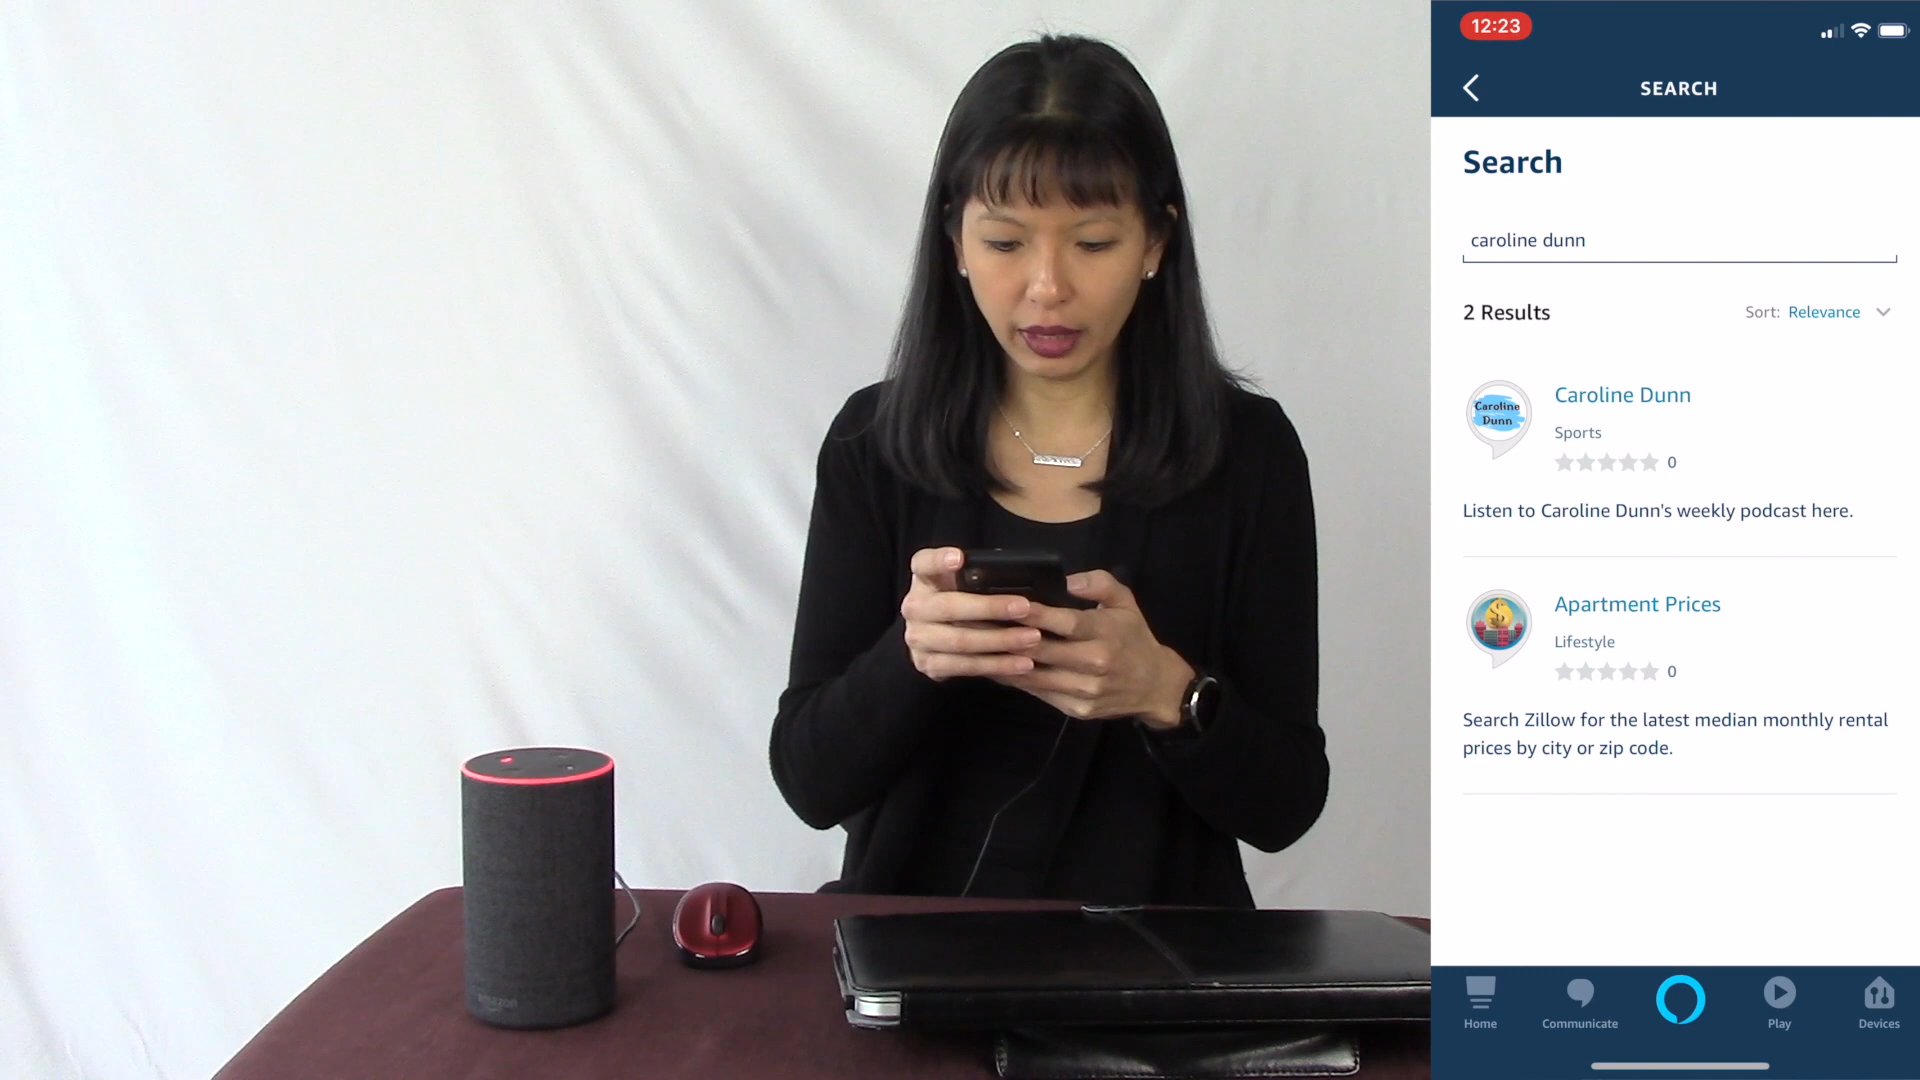 12:23
SEARCH
Search
caroline dunn
2 Results
Sort: Relevance
Caroline
Dunn
Caroline Dunn
Sports
0
Listen to Caroline Dunn's weekly podcast here.
Apartment Prices
Lifestyle
0
Search Zillow for the latest median monthly rental
prices by city or zip code.
Home
Communicate
Play
Devices
amazon